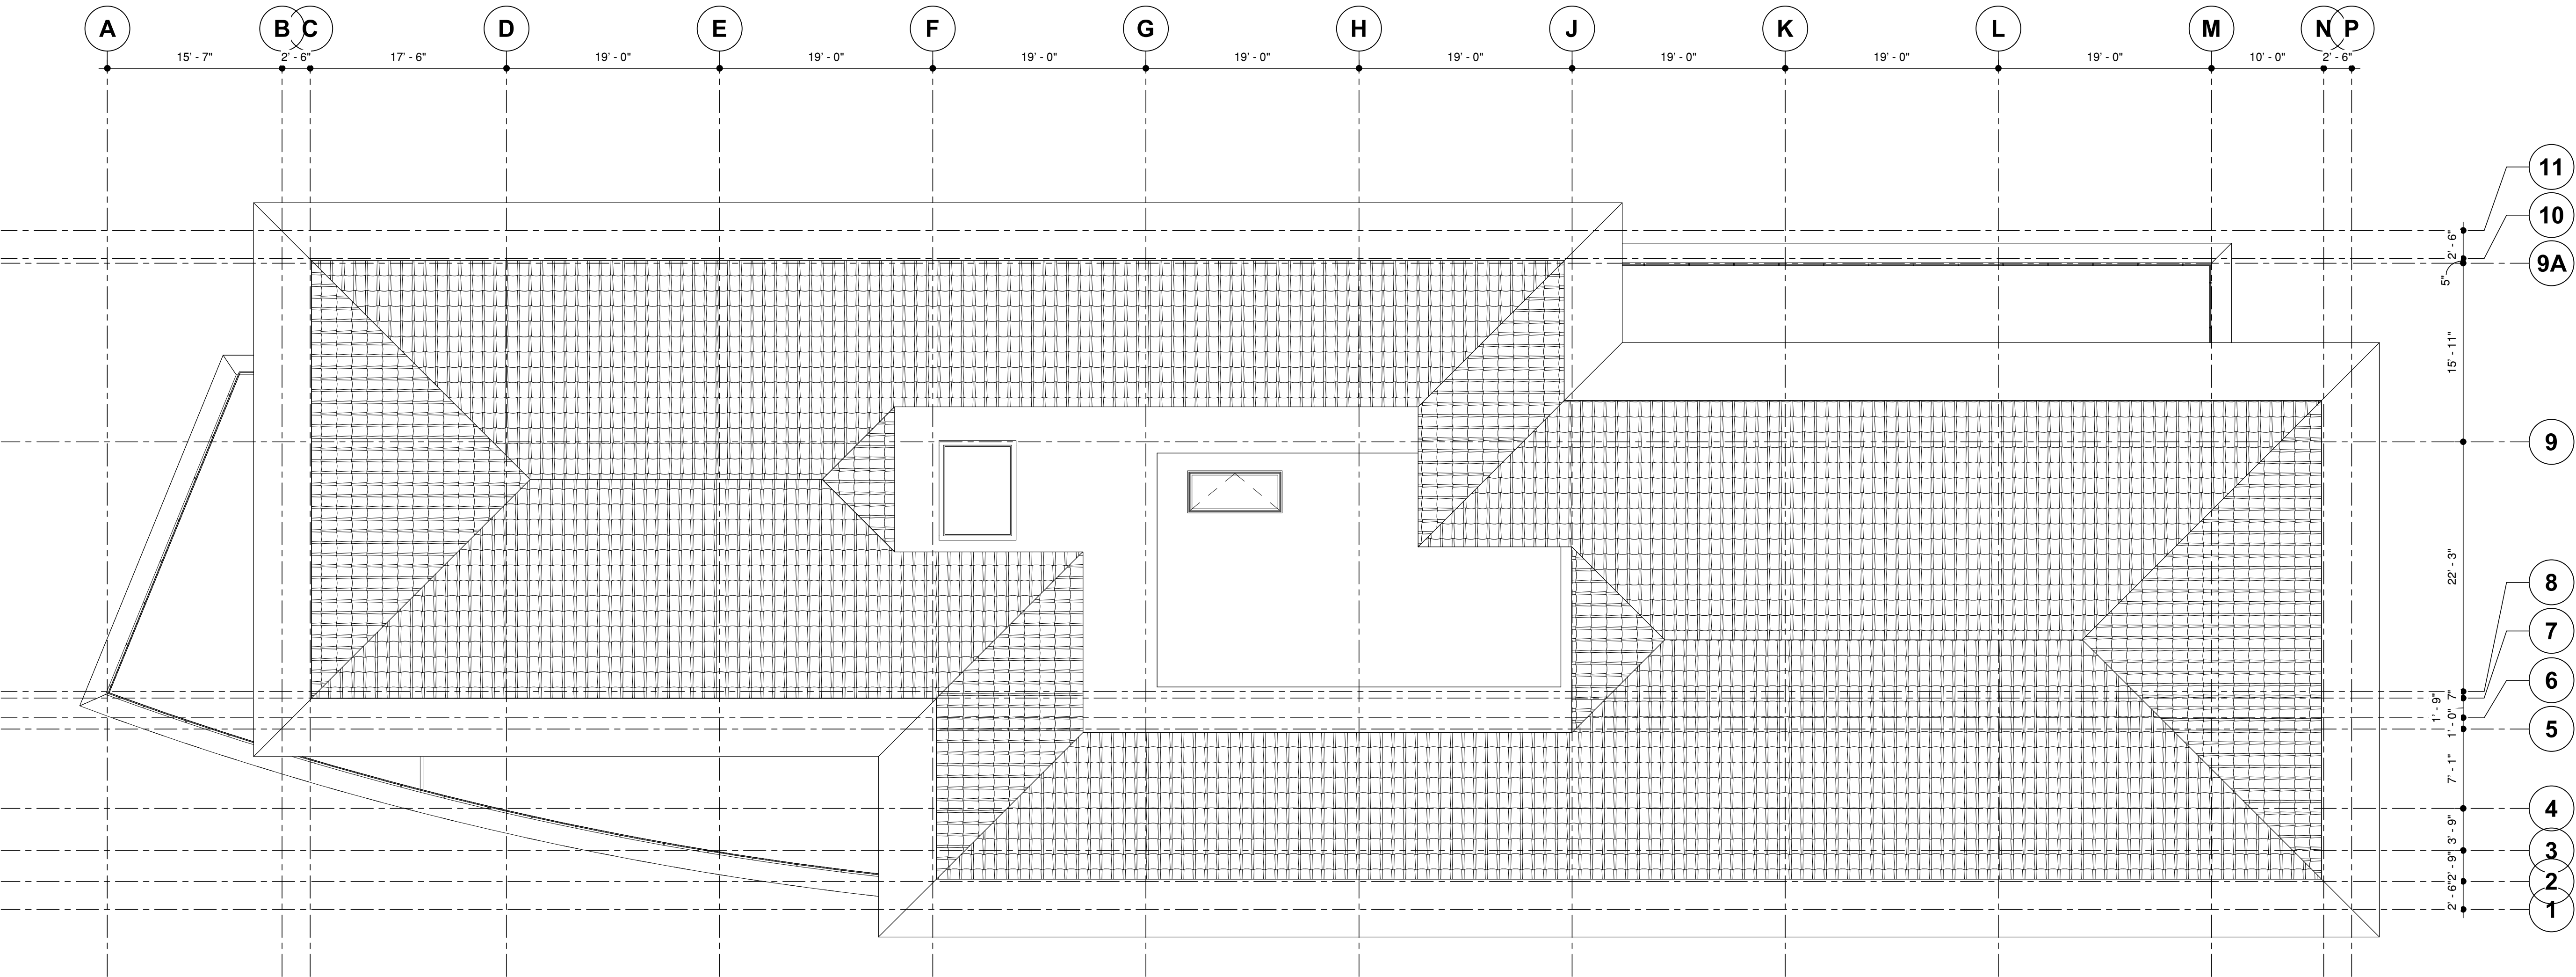 A B C D E F G H J K L M N P
15' - 7" 2' - 6" 17' - 6" 19' - 0" 19' - 0" 19' - 0" 19' - 0" 19' - 0" 19' - 0" 19' - 0" 19' - 0" 10' - 0" 2' - 6"
11
10
2' - 6"
9A
5"
15' - 11"
9
22' - 3"
8
7
7"
6
1' - 9"
1' - 0"
5
7' - 1"
4
3' - 9"
3
2' - 9"
2
2' - 6"
1